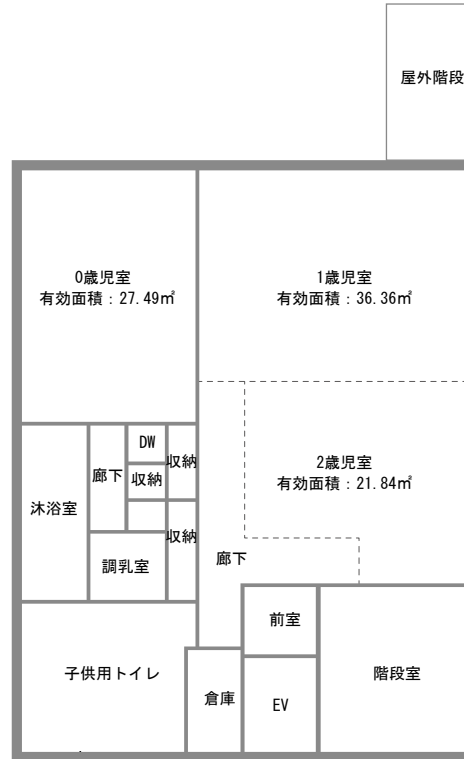 屋外階段
0歳児室
有効面積：27.49㎡
1歳児室
有効面積：36.36㎡
DW
収納
廊下
収納
2歳児室
有効面積：21.84㎡
沐浴室
収納
調乳室
廊下
前室
子供用トイレ
倉庫
EV
階段室